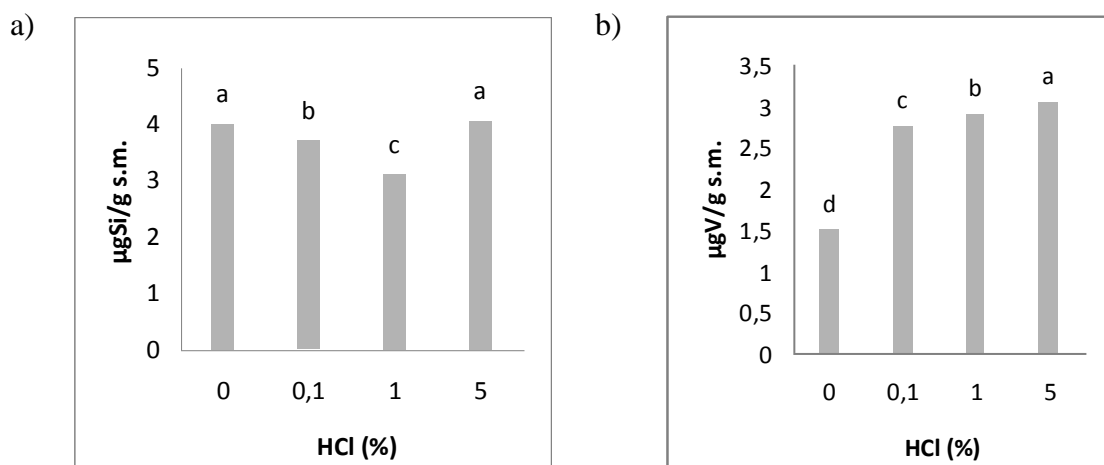 a)
5
4
3
2
1
0
µgSi/g s.m.
a
b
c
a
0 0,1 1 5
HCl (%)
b)
3,5
3
2,5
2
1,5
1
0,5
0
µgV/g s.m.
d
c
b
a
0 0,1 1 5
HCl (%)